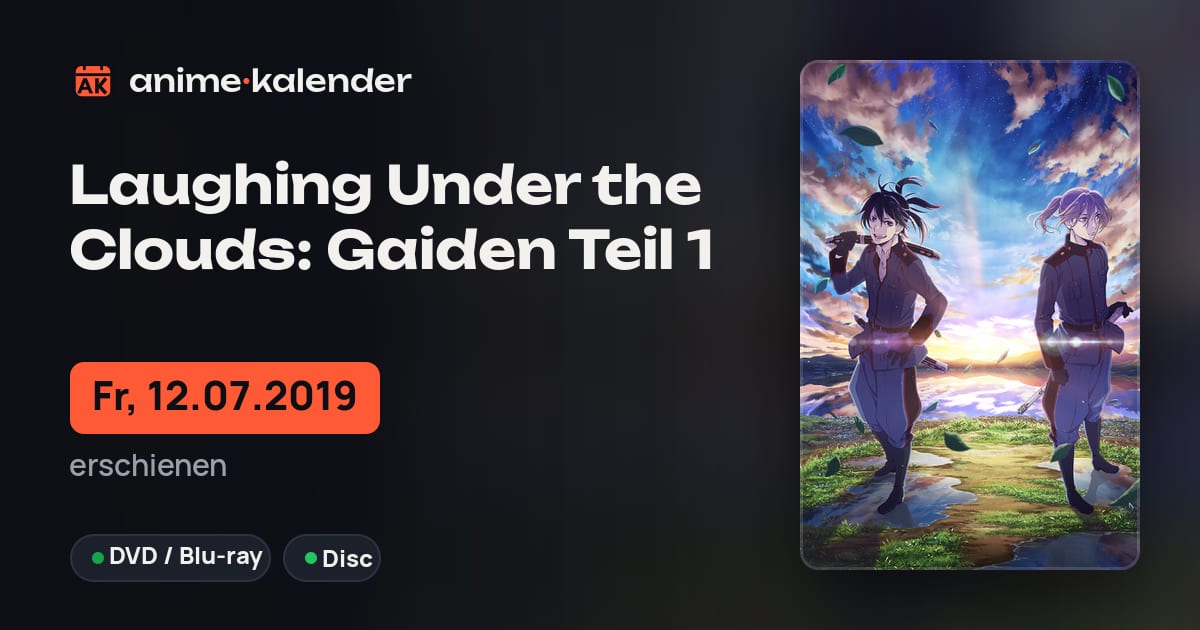 AK
anime·kalender
Laughing Under the
Clouds: Gaiden Teil 1
Fr, 12.07.2019
erschienen
DVD / Blu-ray
Disc